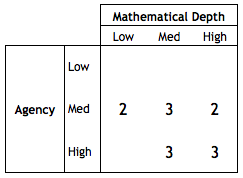 Mathematical Depth
Low Med High
Low
Agency Med 2 3 2
High 3 3